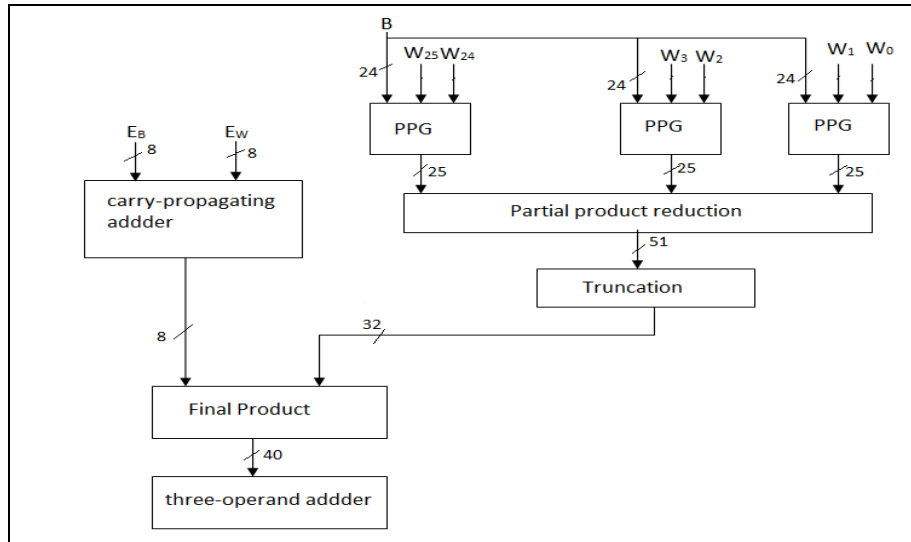 B
W25 W24 W3 W2 W1 W0
24 24 24
PPG PPG PPG
EB EW
8 8
25 25 25
carry-propagating
addder
Partial product reduction
51
Truncation
8 32
Final Product
40
three-operand addder